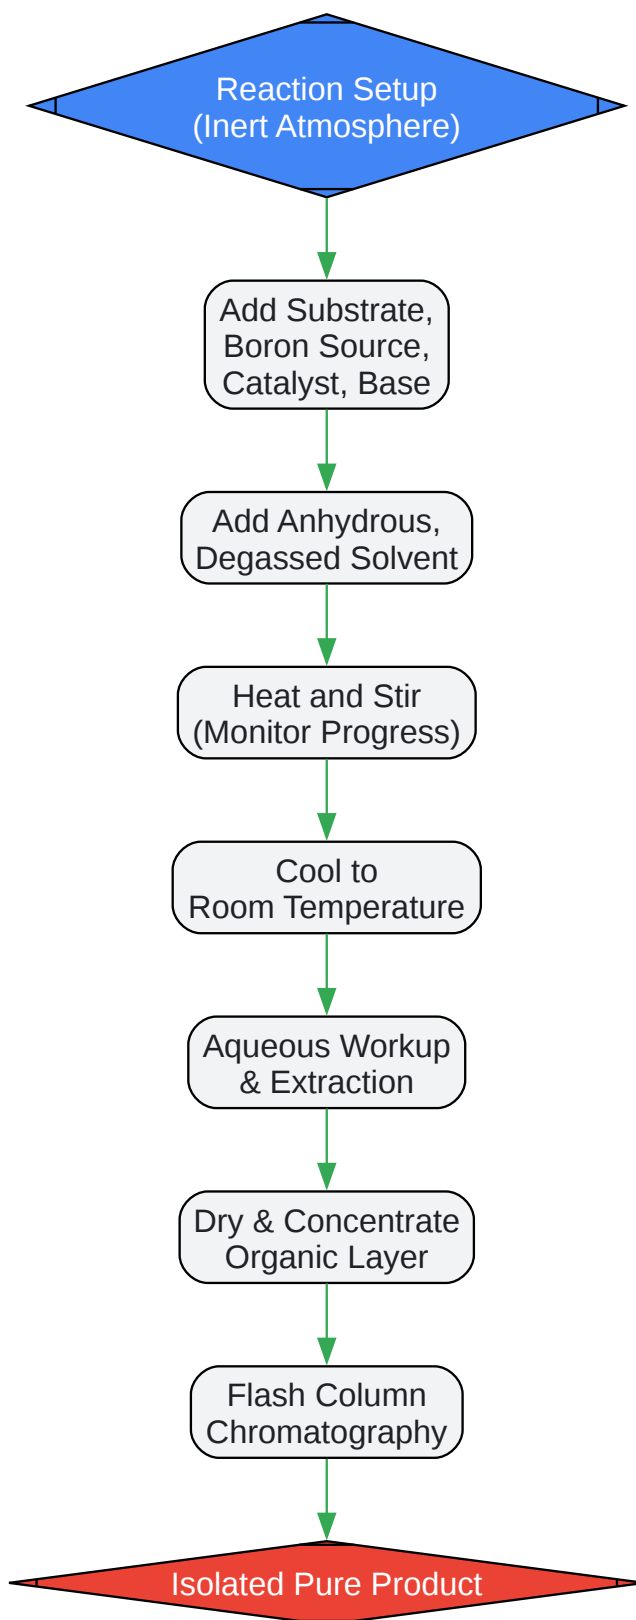 Reaction Setup
(Inert Atmosphere)
Add Substrate,
Boron Source,
Catalyst, Base
Add Anhydrous,
Degassed Solvent
Heat and Stir
(Monitor Progress)
Cool to
Room Temperature
Aqueous Workup
& Extraction
Dry & Concentrate
Organic Layer
Flash Column
Chromatography
Isolated Pure Product